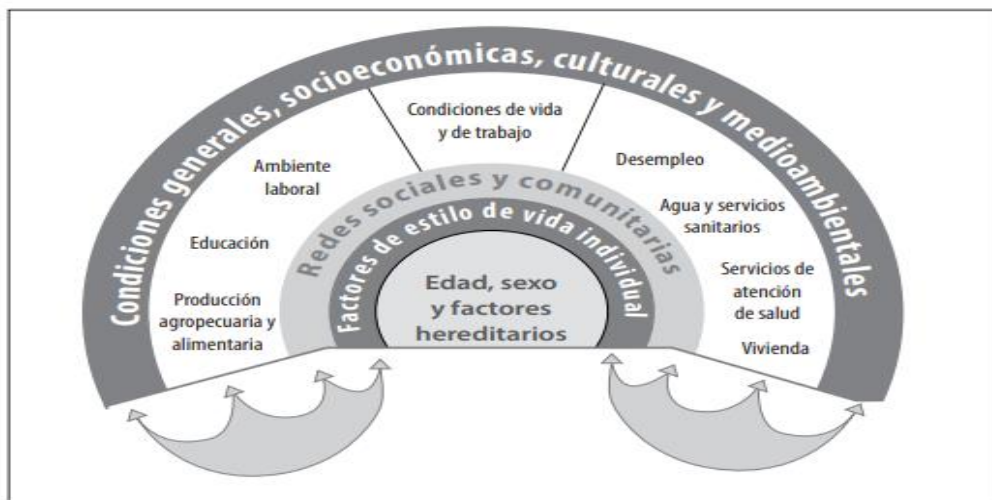 Condiciones generales, socioeconómicas, culturales y medioambientales
Condiciones de vida
y de trabajo
Ambiente
laboral
Desempleo
Redes sociales y comunitarias
Agua y servicios
sanitarios
Factores de estilo de vida individual
Educación
Edad, sexo
y factores
hereditarios
Servicios de
atención
de salud
Producción
agropecuaria y
alimentaria
Vivienda